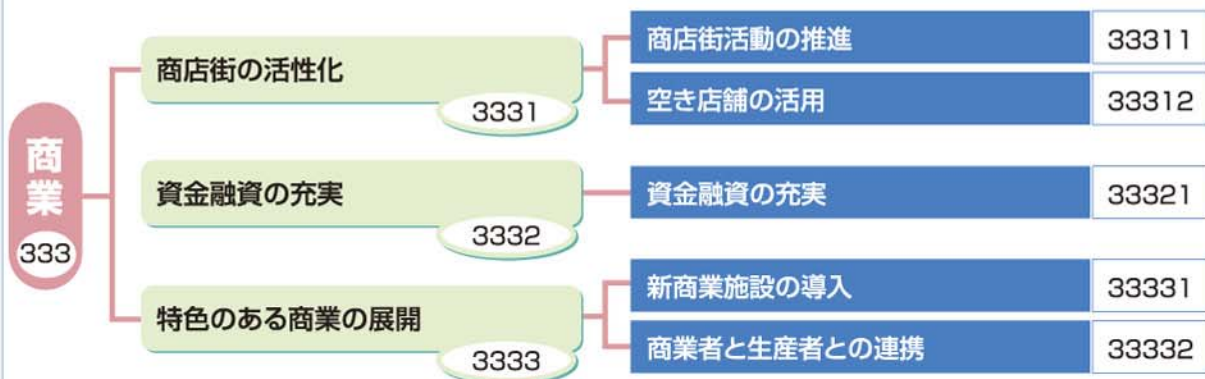 商業
333
商店街の活性化
3331
商店街活動の推進
33311
空き店舗の活用
33312
資金融資の充実
3332
資金融資の充実
33321
特色のある商業の展開
3333
新商業施設の導入
33331
商業者と生産者との連携
33332